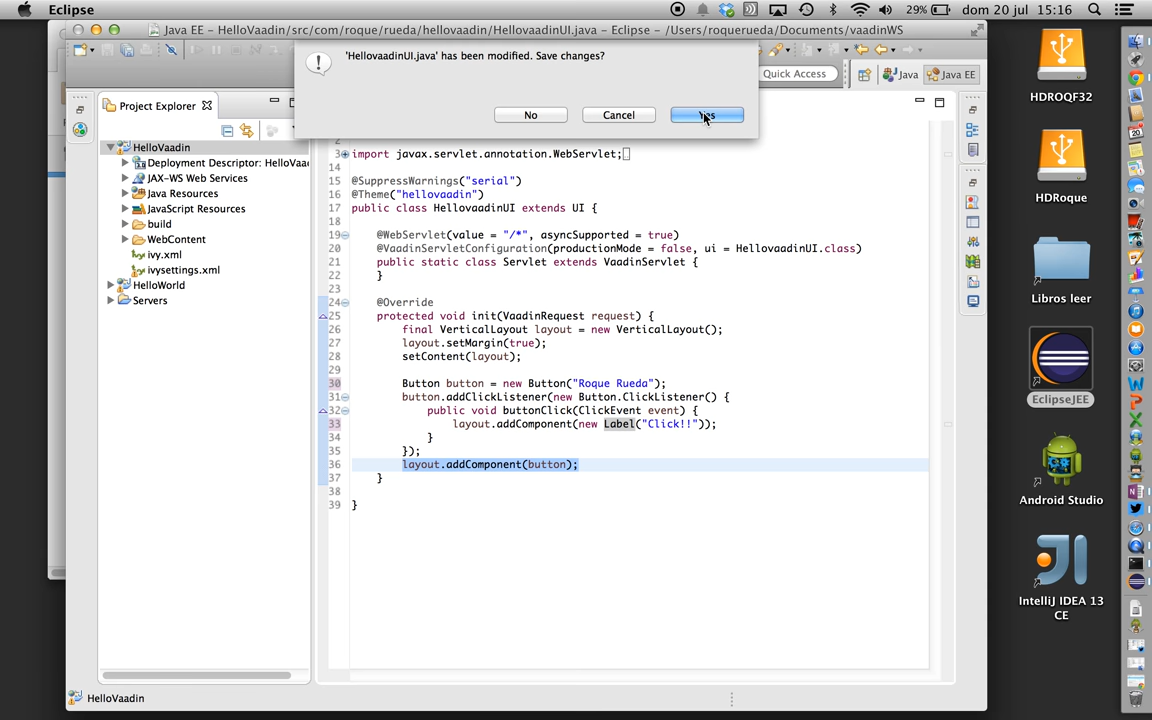 Eclipse
29%
dom 20 jul 15:16
Java EE - HelloVaadin/src/com/roque/rueda/hellovaadin/HellovaadinUI.java - Eclipse - /Users/roquerueda/Documents/vaadinWS
'HellovaadinUI.java' has been modified. Save changes?
No
Cancel
Yes
Quick Access
Java
Java EE
Project Explorer
HelloVaadin
Deployment Descriptor: HelloVaa
JAX-WS Web Services
Java Resources
JavaScript Resources
build
WebContent
ivy.xml
ivysettings.xml
HelloWorld
Servers
2
3 import javax.servlet.annotation.WebServlet;
14
15 @SuppressWarnings("serial")
16 @Theme("hellovaadin")
17 public class HellovaadinUI extends UI {
18
19 @WebServlet(value = "/*", asyncSupported = true)
20 @VaadinServletConfiguration(productionMode = false, ui = HellovaadinUI.class)
21 public static class Servlet extends VaadinServlet {
22 }
23
24 @Override
25 protected void init(VaadinRequest request) {
26 final VerticalLayout layout = new VerticalLayout();
27 layout.setMargin(true);
28 setContent(layout);
29
30 Button button = new Button("Roque Rueda");
31 button.addClickListener(new Button.ClickListener() {
32 public void buttonClick(ClickEvent event) {
33 layout.addComponent(new Label("Click!!"));
34 }
35 });
36 layout.addComponent(button);
37 }
38
39 }
HelloVaadin
HDROQF32
HDRoque
Libros leer
EclipseJEE
Android Studio
IntelliJ IDEA 13
CE